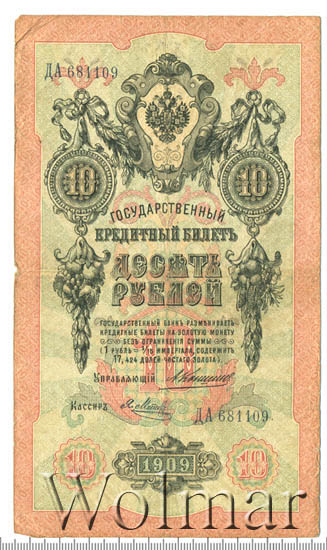 ДА 681109
10 10
ГОСУДАРСТВЕННЫЙ
КРЕДИТНЫЙ БИЛЕТЪ
ДЕСЯТЬ
РУБЛЕЙ
ГОСУДАРСТВЕННЫЙ БАНКЪ РАЗМѢНИВАЕТЪ
КРЕДИТНЫЕ БИЛЕТЫ НА ЗОЛОТУЮ МОНЕТУ
БЕЗЪ ОГРАНИЧЕНІЯ СУММЫ
(1 РУБЛЬ = 1/15 ИМПЕРІАЛА, СОДЕРЖИТЪ
17,424 ДОЛЕЙ ЧИСТАГО ЗОЛОТА)
УПРАВЛЯЮЩІЙ
КАССИРЪ
ДА 681109
10 1909 10
Wolmar